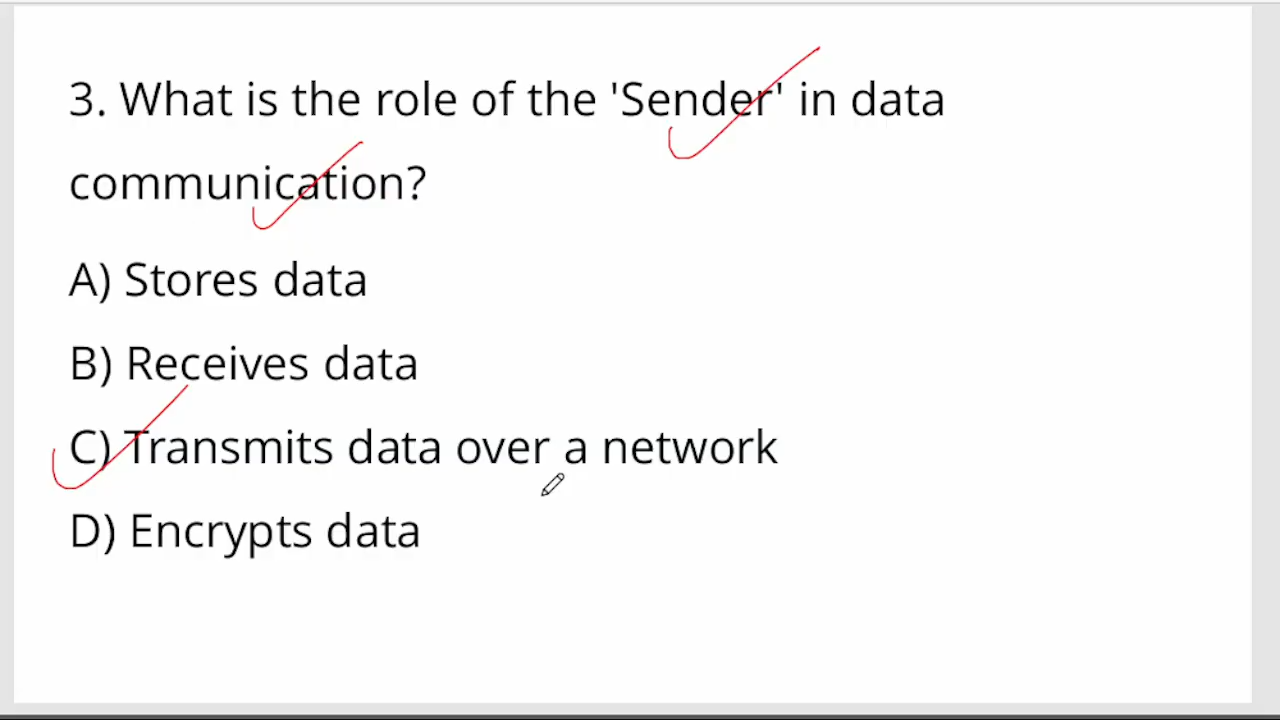 3. What is the role of the 'Sender' in data
communication?
A) Stores data
B) Receives data
C) Transmits data over a network
D) Encrypts data